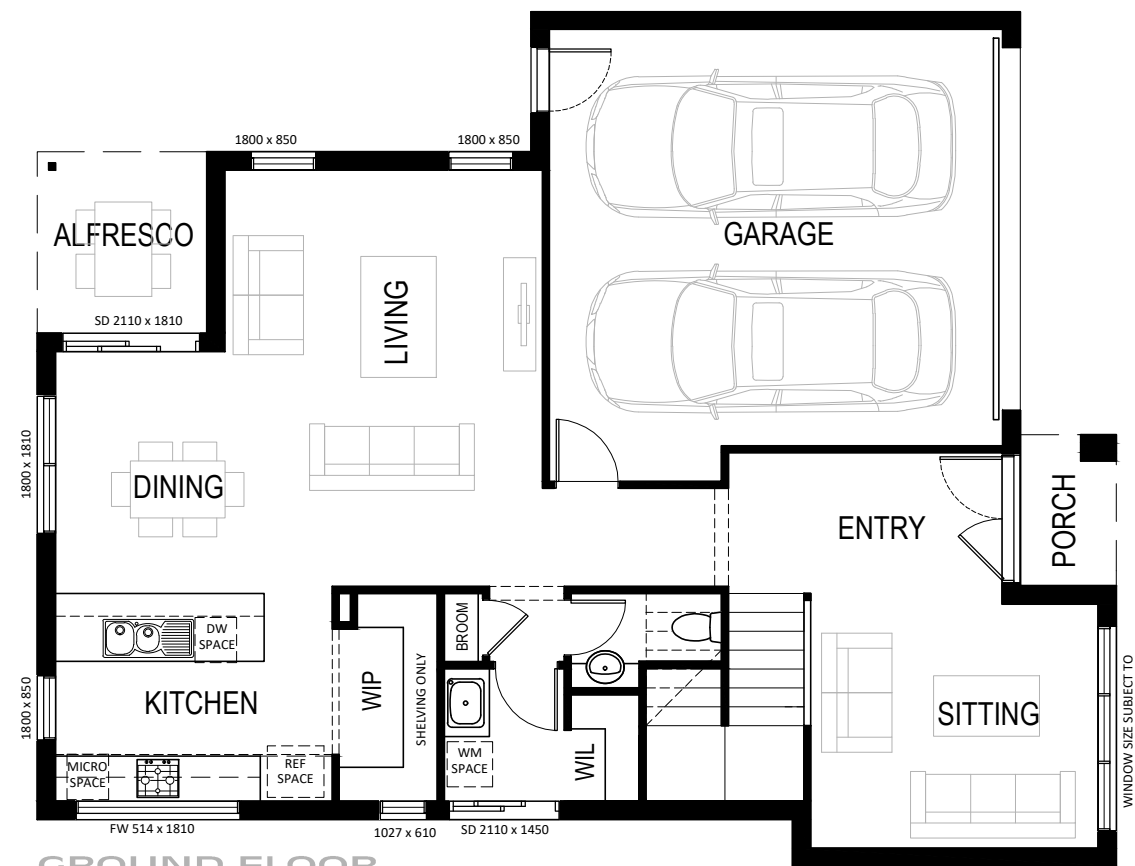 1800 x 850
1800 x 850
ALFRESCO
GARAGE
LIVING
SD 2110 x 1810
1800 x 1810
DINING
ENTRY
PORCH
BROOM
DW
SPACE
WIP
SHELVING ONLY
1800 x 850
KITCHEN
SITTING
WINDOW SIZE SUBJECT TO
MICRO
SPACE
REF
SPACE
WM
SPACE
WIL
FW 514 x 1810
1027 x 610
SD 2110 x 1450
GROUND FLOOR